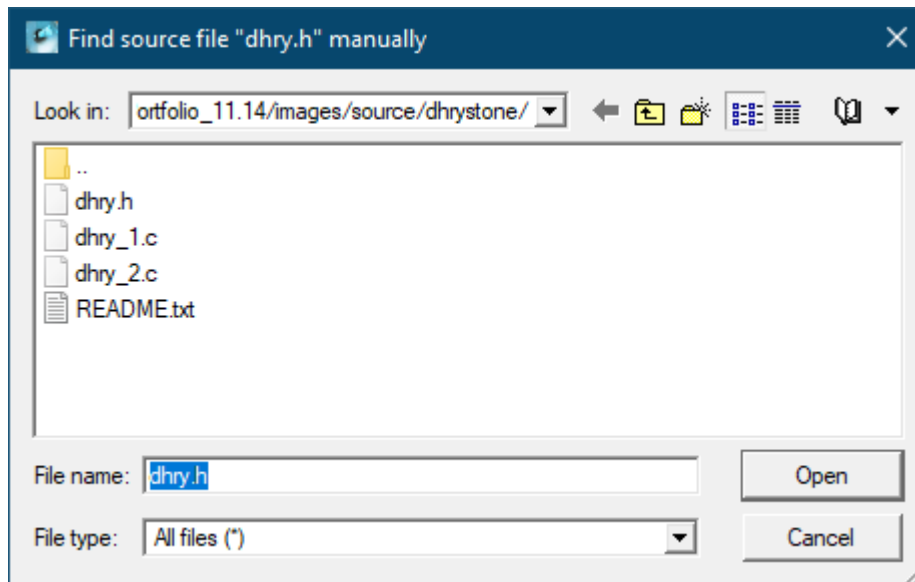 Find source file "dhry.h" manually
Look in: ortfolio_11.14/images/source/dhrystone/
..
dhry.h
dhry_1.c
dhry_2.c
README.txt
File name: dhry.h Open
File type: All files (*) Cancel